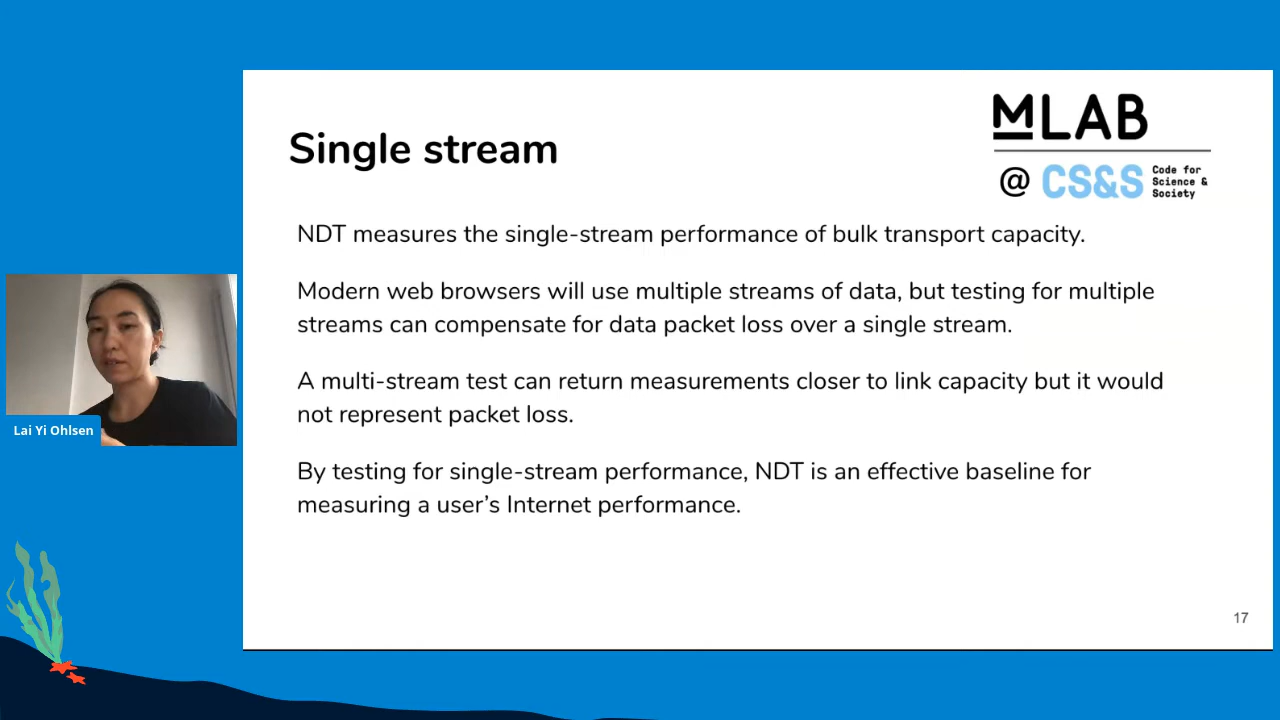 Single stream
MLAB
@ CS&S Code for
Science &
Society
NDT measures the single-stream performance of bulk transport capacity.
Modern web browsers will use multiple streams of data, but testing for multiple
streams can compensate for data packet loss over a single stream.
A multi-stream test can return measurements closer to link capacity but it would
not represent packet loss.
By testing for single-stream performance, NDT is an effective baseline for
measuring a user’s Internet performance.
Lai Yi Ohlsen
17